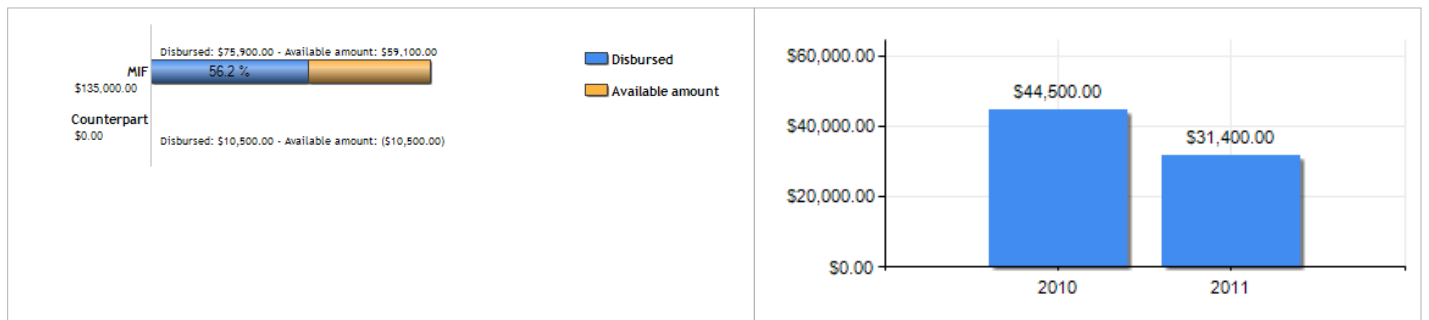 Disbursed: $75,900.00 - Available amount: $59,100.00
MIF
56.2 %
$135,000.00
Counterpart
$0.00
Disbursed: $10,500.00 - Available amount: ($10,500.00)
Disbursed
Available amount
$60,000.00
$44,500.00
$40,000.00
$31,400.00
$20,000.00
$0.00
2010
2011